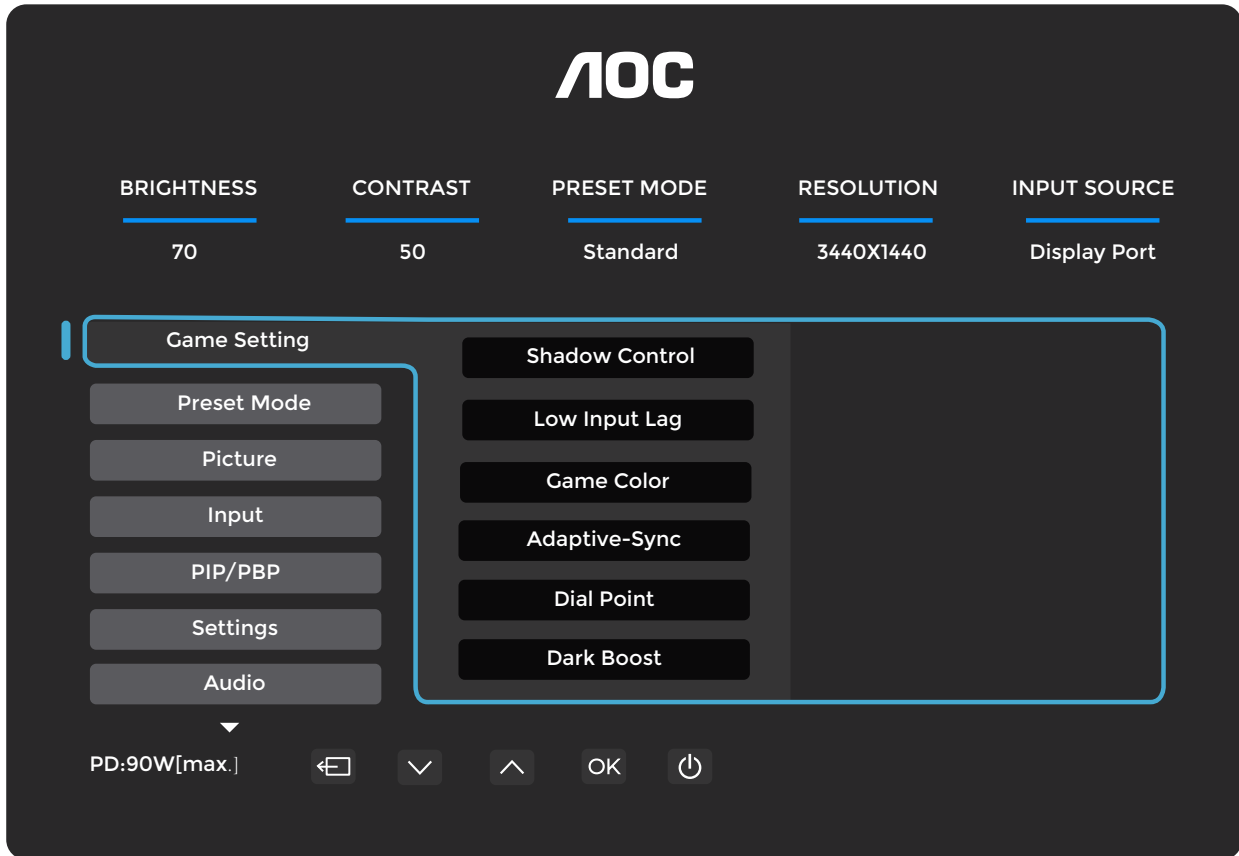 AOC
BRIGHTNESS CONTRAST PRESET MODE RESOLUTION INPUT SOURCE
70 50 Standard 3440X1440 Display Port
Game Setting
Preset Mode
Picture
Input
PIP/PBP
Settings
Audio
Shadow Control
Low Input Lag
Game Color
Adaptive-Sync
Dial Point
Dark Boost
PD:90W[max.] OK